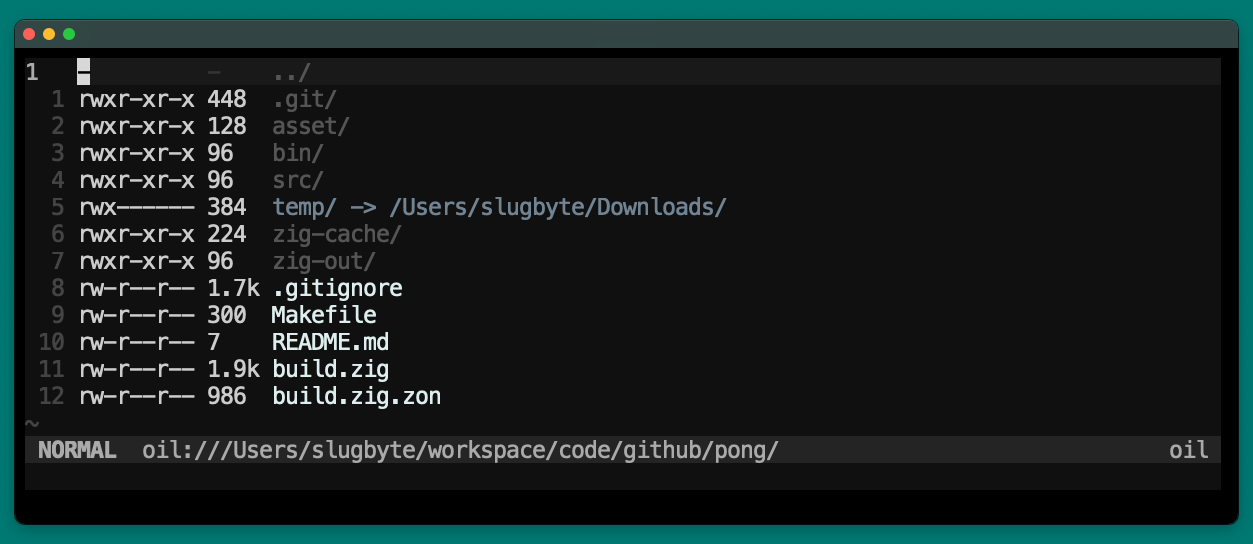 1   -         -    ../
  1 rwxr-xr-x 448  .git/
  2 rwxr-xr-x 128  asset/
  3 rwxr-xr-x 96   bin/
  4 rwxr-xr-x 96   src/
  5 rwx------ 384  temp/ -> /Users/slugbyte/Downloads/
  6 rwxr-xr-x 224  zig-cache/
  7 rwxr-xr-x 96   zig-out/
  8 rw-r--r-- 1.7k .gitignore
  9 rw-r--r-- 300  Makefile
 10 rw-r--r-- 7    README.md
 11 rw-r--r-- 1.9k build.zig
 12 rw-r--r-- 986  build.zig.zon
~
NORMAL  oil:///Users/slugbyte/workspace/code/github/pong/  oil